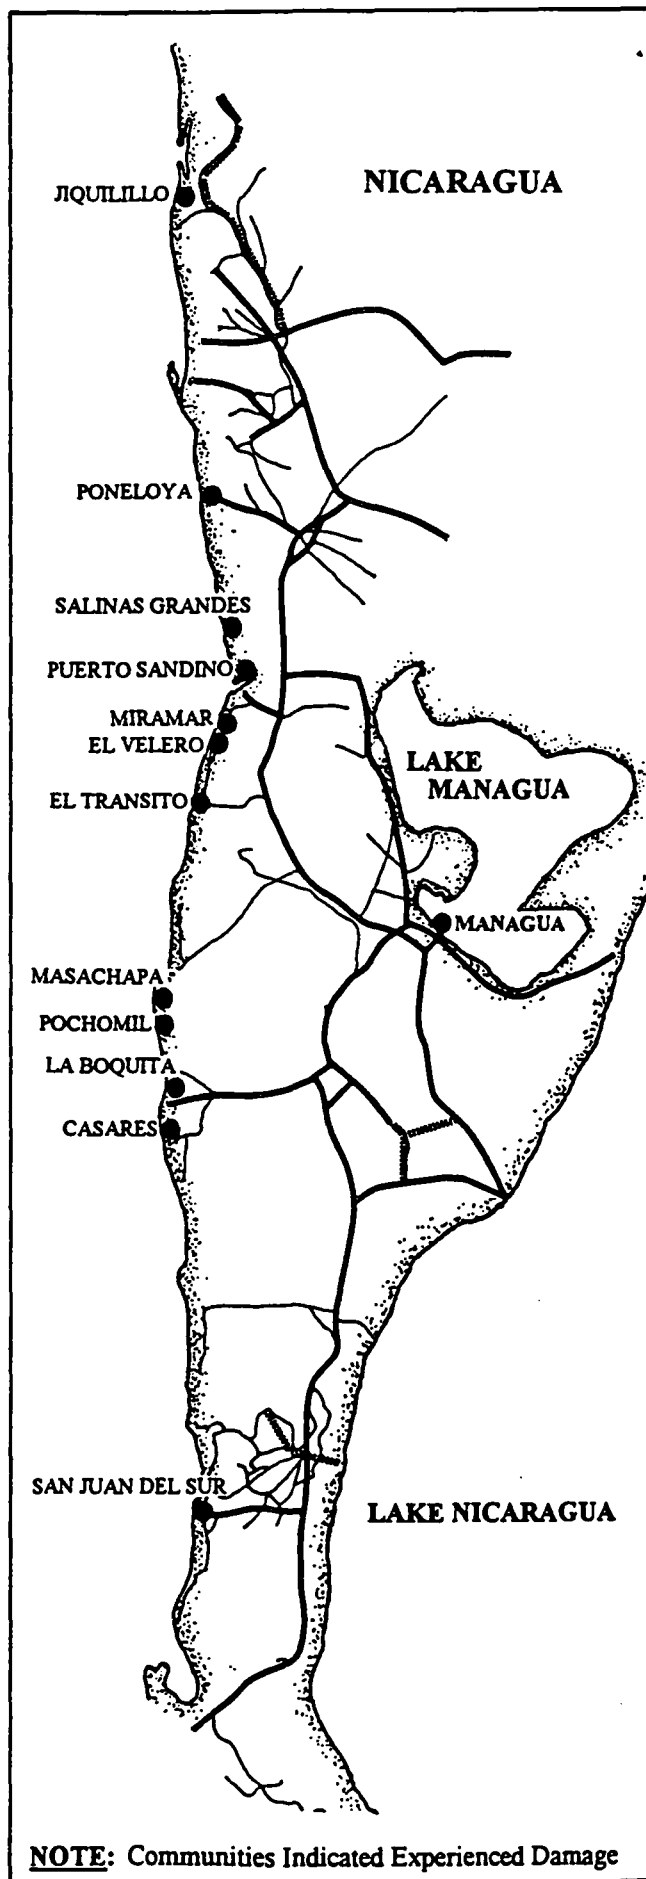 NICARAGUA
JIQUILILLO
PONELOYA
SALINAS GRANDES
PUERTO SANDINO
MIRAMAR
EL VELERO
LAKE
MANAGUA
EL TRANSITO
MANAGUA
MASACHAPA
POCHOMIL
LA BOQUITA
CASARES
SAN JUAN DEL SUR
LAKE NICARAGUA
NOTE: Communities Indicated Experienced Damage